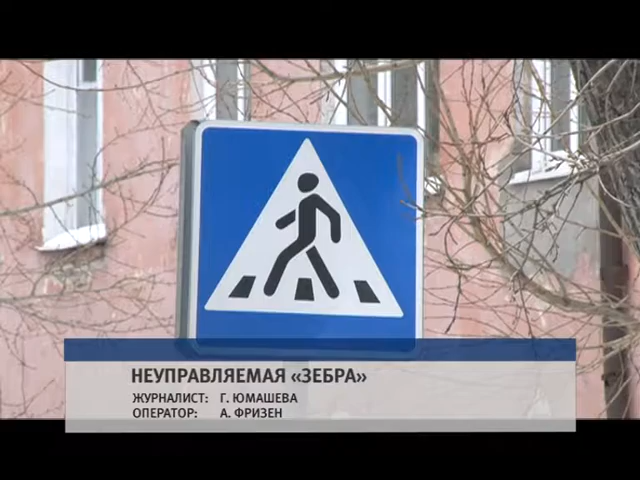 НЕУПРАВЛЯЕМАЯ «ЗЕБРА»
ЖУРНАЛИСТ: Г. ЮМАШЕВА
ОПЕРАТОР: А. ФРИЗЕН